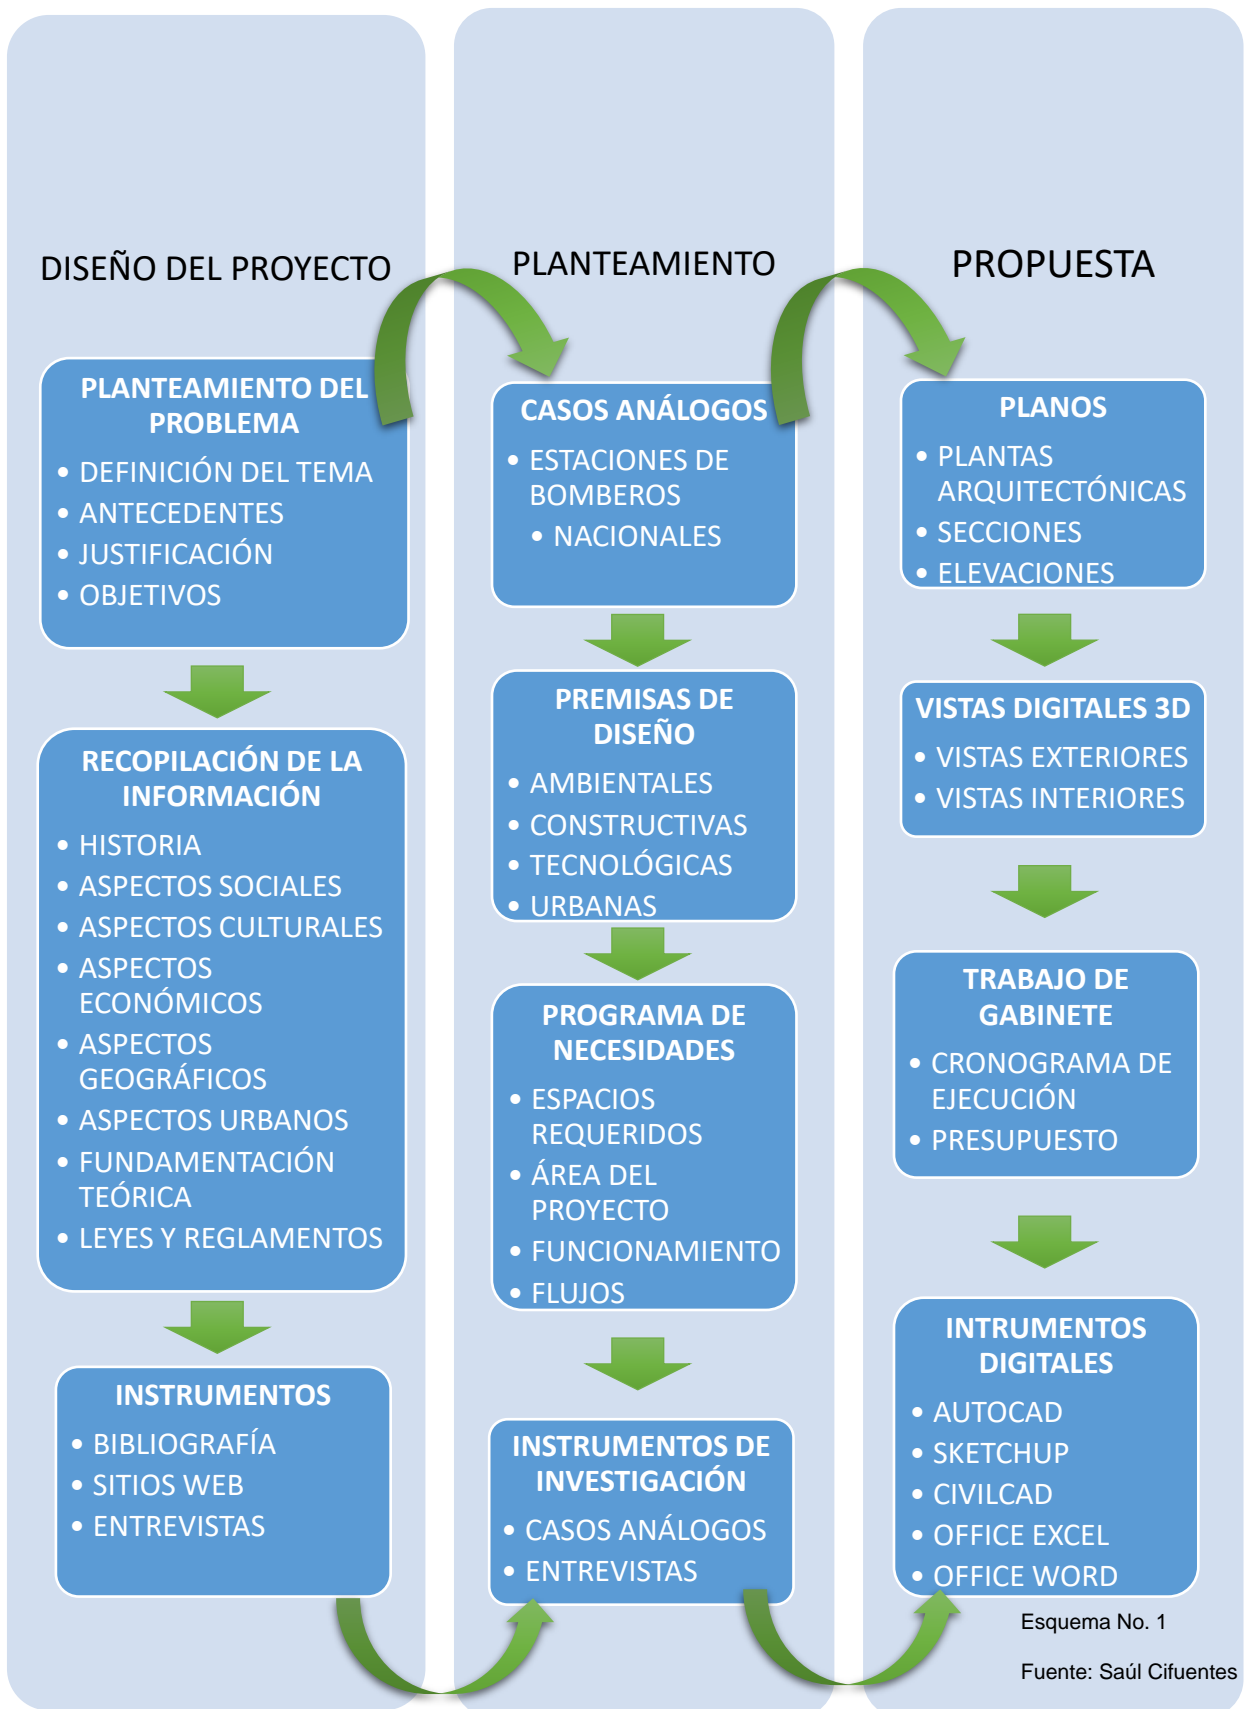 DISEÑO DEL PROYECTO
PLANTEAMIENTO DEL
PROBLEMA
• DEFINICIÓN DEL TEMA
• ANTECEDENTES
• JUSTIFICACIÓN
• OBJETIVOS
RECOPILACIÓN DE LA
INFORMACIÓN
• HISTORIA
• ASPECTOS SOCIALES
• ASPECTOS CULTURALES
• ASPECTOS
ECONÓMICOS
• ASPECTOS
GEOGRÁFICOS
• ASPECTOS URBANOS
• FUNDAMENTACIÓN
TEÓRICA
• LEYES Y REGLAMENTOS
INSTRUMENTOS
• BIBLIOGRAFÍA
• SITIOS WEB
• ENTREVISTAS
PLANTEAMIENTO
CASOS ANÁLOGOS
• ESTACIONES DE
BOMBEROS
• NACIONALES
PREMISAS DE
DISEÑO
• AMBIENTALES
• CONSTRUCTIVAS
• TECNOLÓGICAS
• URBANAS
PROGRAMA DE
NECESIDADES
• ESPACIOS
REQUERIDOS
• ÁREA DEL
PROYECTO
• FUNCIONAMIENTO
• FLUJOS
INSTRUMENTOS DE
INVESTIGACIÓN
• CASOS ANÁLOGOS
• ENTREVISTAS
PROPUESTA
PLANOS
• PLANTAS
ARQUITECTÓNICAS
• SECCIONES
• ELEVACIONES
VISTAS DIGITALES 3D
• VISTAS EXTERIORES
• VISTAS INTERIORES
TRABAJO DE
GABINETE
• CRONOGRAMA DE
EJECUCIÓN
• PRESUPUESTO
INTRUMENTOS
DIGITALES
• AUTOCAD
• SKETCHUP
• CIVILCAD
• OFFICE EXCEL
• OFFICE WORD
Esquema No. 1
Fuente: Saúl Cifuentes